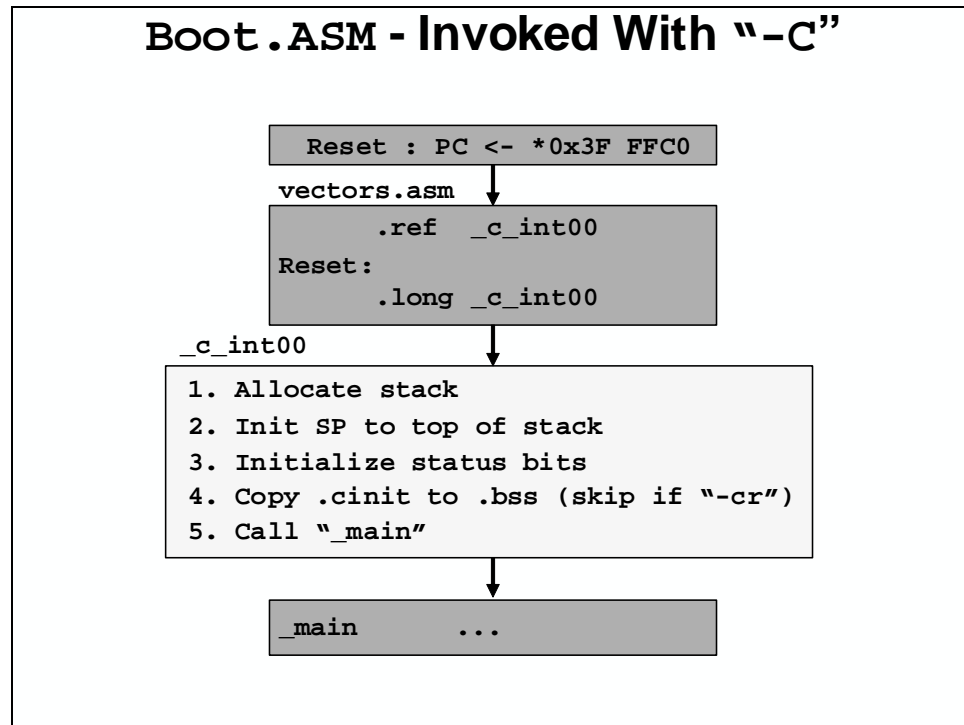 Boot.ASM - Invoked With “-C”
Reset : PC <- *0x3F FFC0
vectors.asm
.ref _c_int00
Reset:
.long _c_int00
_c_int00
1. Allocate stack
2. Init SP to top of stack
3. Initialize status bits
4. Copy .cinit to .bss (skip if “-cr”)
5. Call “_main”
_main ...